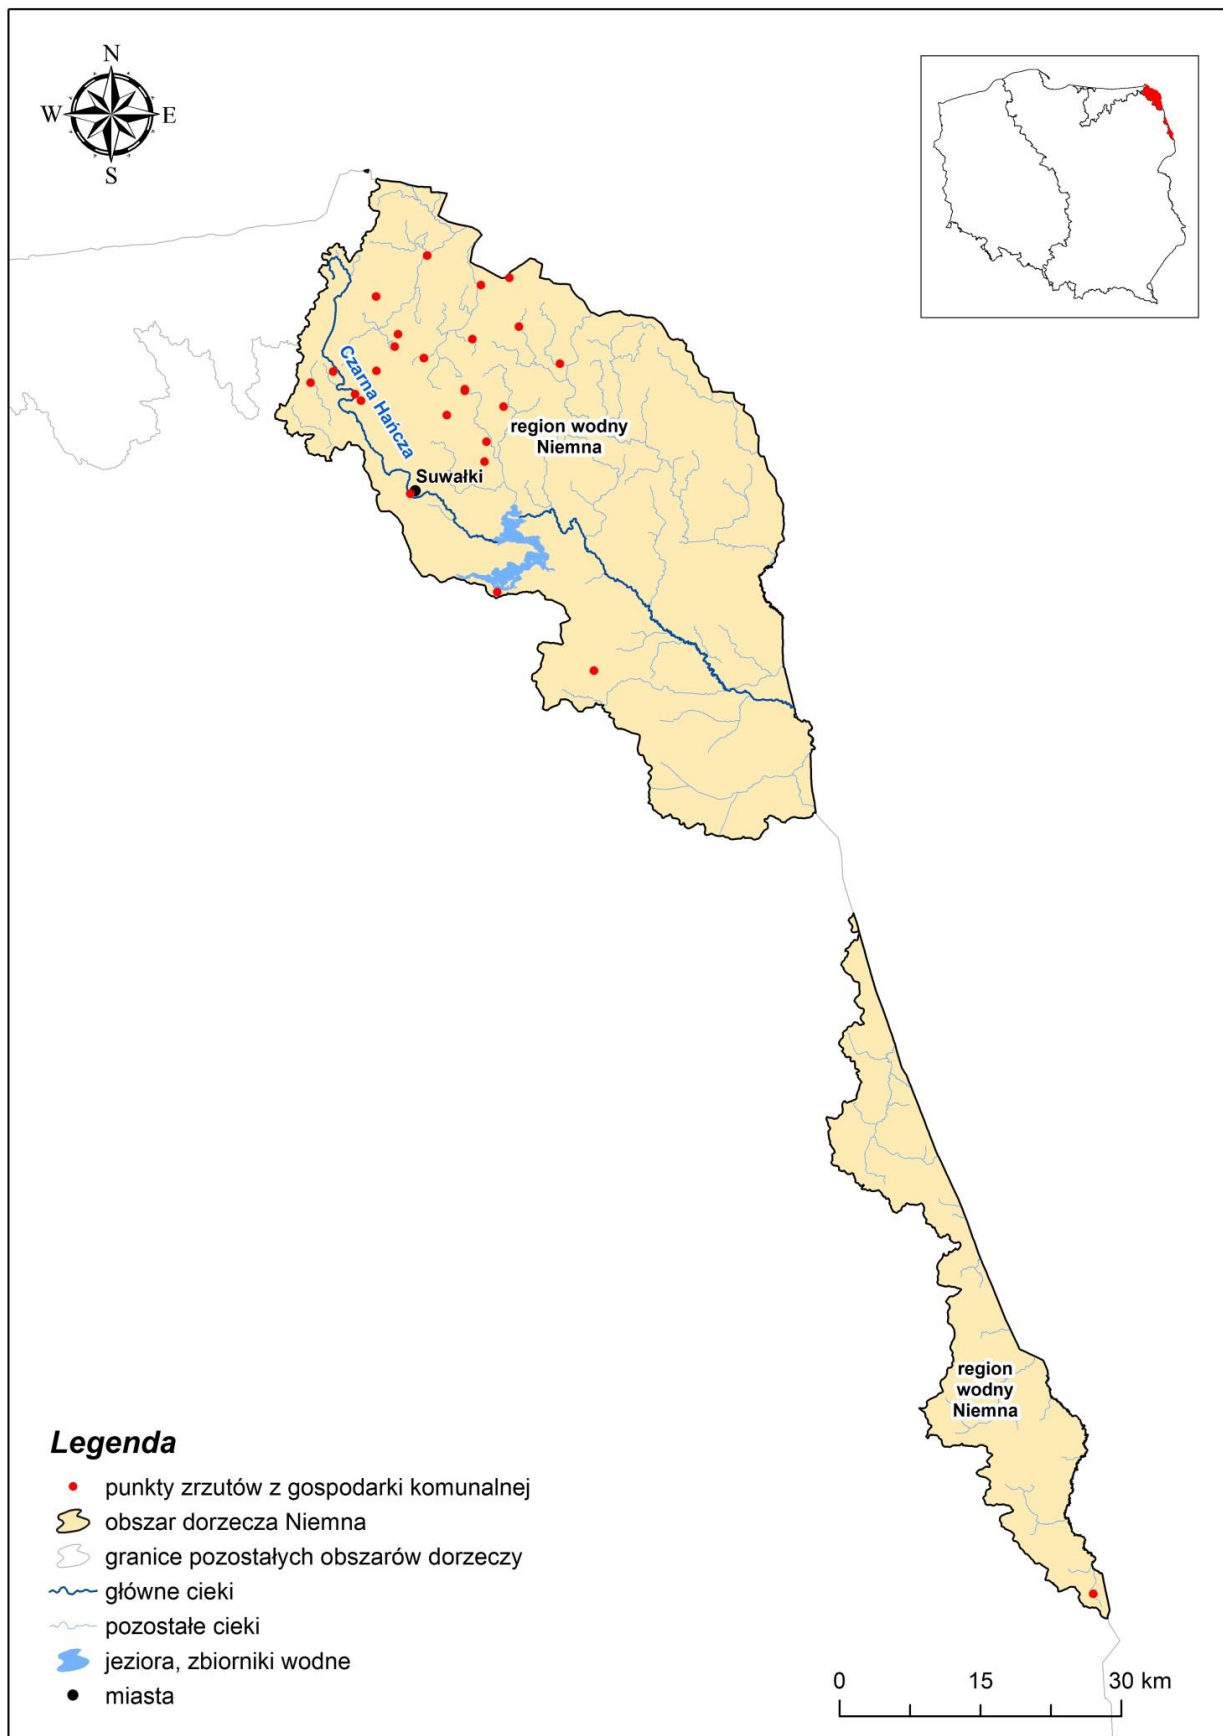 N
W
E
S
Czarna Hańcza
region wodny
Niemna
Suwałki
region
wodny
Niemna
Legenda
punkty zrzutów z gospodarki komunalnej
obszar dorzecza Niemna
granice pozostałych obszarów dorzeczy
główne cieki
pozostałe cieki
jeziora, zbiorniki wodne
miasta
0 15 30 km